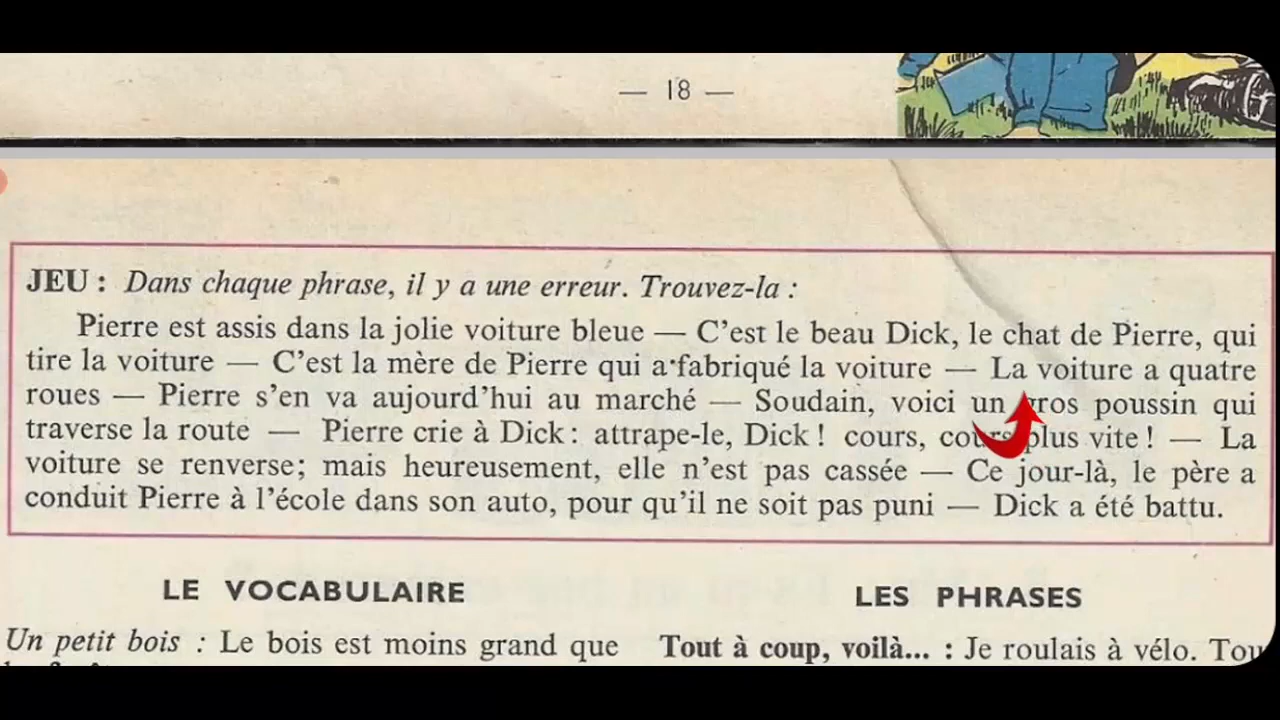 — 18 —
JEU : Dans chaque phrase, il y a une erreur. Trouvez-la :
Pierre est assis dans la jolie voiture bleue — C'est le beau Dick, le chat de Pierre, qui
tire la voiture — C'est la mère de Pierre qui a fabriqué la voiture — La voiture a quatre
roues — Pierre s'en va aujourd'hui au marché — Soudain, voici un gros poussin qui
traverse la route — Pierre crie à Dick : attrape-le, Dick ! cours, cours plus vite ! — La
voiture se renverse ; mais heureusement, elle n'est pas cassée — Ce jour-là, le père a
conduit Pierre à l'école dans son auto, pour qu'il ne soit pas puni — Dick a été battu.
LE VOCABULAIRE
Un petit bois : Le bois est moins grand que
LES PHRASES
Tout à coup, voilà... : Je roulais à vélo. Tou